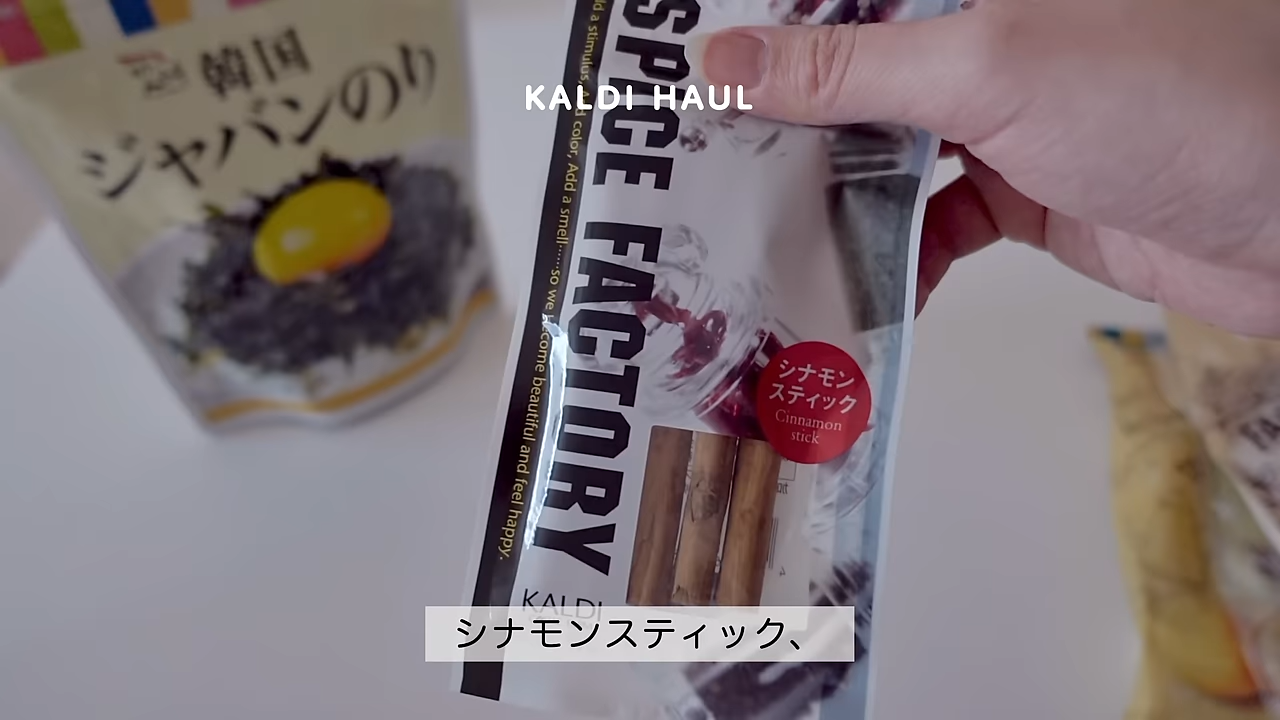 韓国
ジャバンのり
KALDI HAUL
SPICE FACTORY
Add color, Add a smell......so we become beautiful and feel happy.
シナモン
スティック
Cinnamon
stick
KALDI
シナモンスティック、